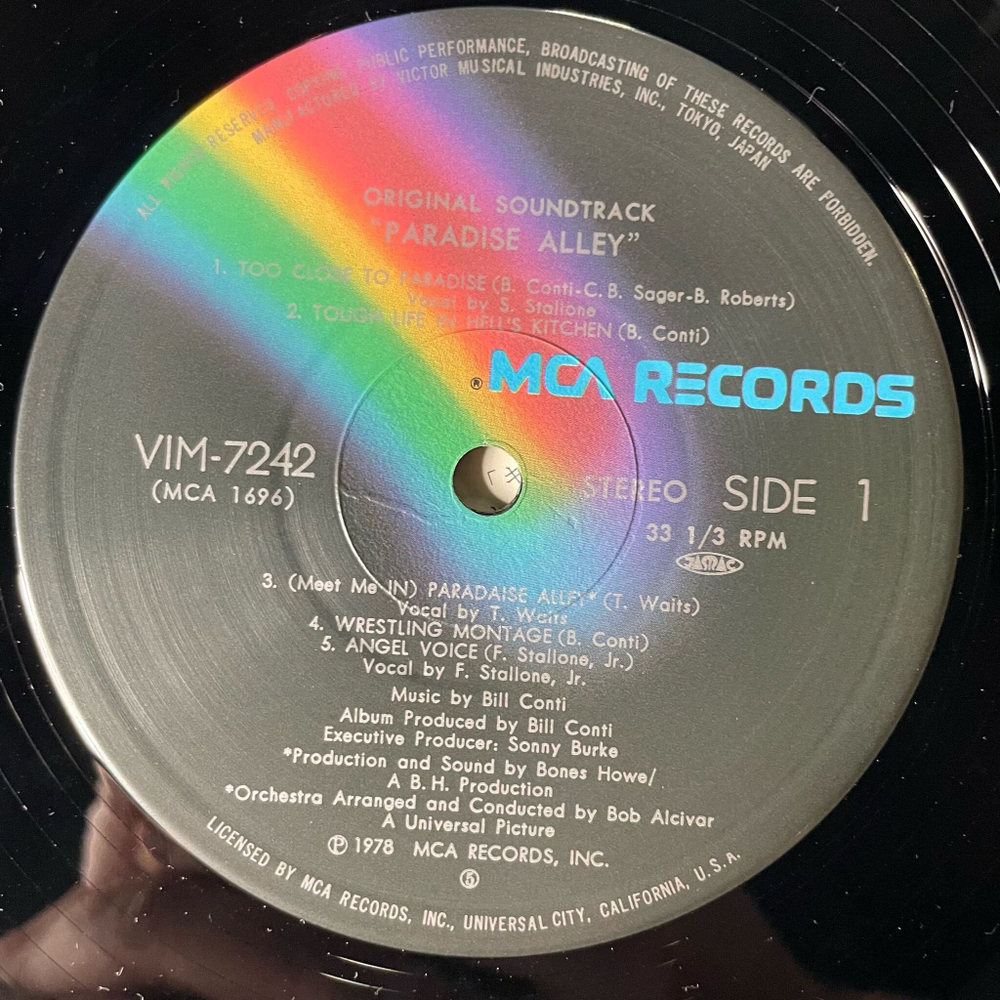 ALL RIGHTS RESERVED COPYING, PUBLIC PERFORMANCE, BROADCASTING OF THESE RECORDS ARE FORBIDDEN.
MANUFACTURED BY VICTOR MUSICAL INDUSTRIES, INC., TOKYO, JAPAN
ORIGINAL SOUNDTRACK
"PARADISE ALLEY"
1. TOO CLOSE TO PARADISE (B. Conti-C. B. Sager-B. Roberts)
Vocal by S. Stallone
2. TOUGH LIFE IN HELL'S KITCHEN (B. Conti)
® MCA RECORDS
VIM-7242
(MCA 1696)
STEREO SIDE 1
33 1/3 RPM
JASRAC
「キ
3. (Meet Me IN) PARADAISE ALLEY* (T. Waits)
Vocal by T. Waits
4. WRESTLING MONTAGE (B. Conti)
5. ANGEL VOICE (F. Stallone, Jr.)
Vocal by F. Stallone, Jr.
Music by Bill Conti
Album Produced by Bill Conti
Executive Producer: Sonny Burke
*Production and Sound by Bones Howe/
A B. H. Production
*Orchestra Arranged and Conducted by Bob Alcivar
A Universal Picture
℗ 1978 MCA RECORDS, INC.
⑤
LICENSED BY MCA RECORDS, INC., UNIVERSAL CITY, CALIFORNIA, U.S.A.